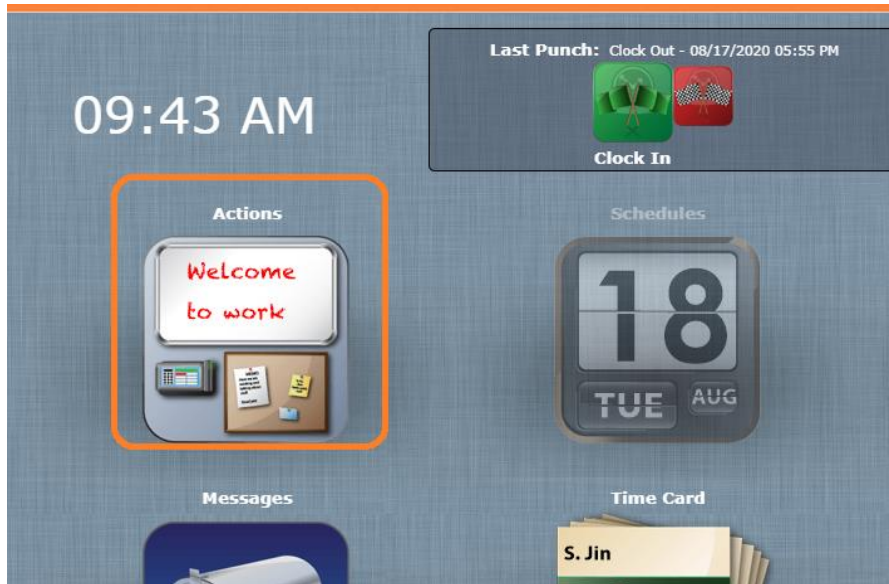 Last Punch: Clock Out - 08/17/2020 05:55 PM
09:43 AM
Clock In
Actions
Schedules
Welcome
to work
18
TUE AUG
Messages
Time Card
S. Jin